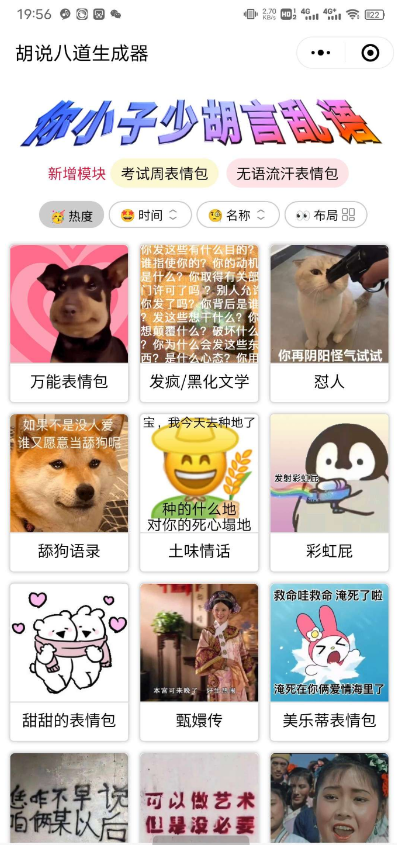 19:56
2.70
KB/s
HD
4G
4G+
22
胡说八道生成器
你小子少胡言乱语
新增模块 考试周表情包 无语流汗表情包
热度 时间 名称 布局
你发这些有什么目的?
谁指使你的?你的动机
是什么?你取得有关部
门许可了吗?别人允许
你发了吗?你背后是谁
?发这些想干什么?你
想颠覆什么?破坏什么
?你为什么会发这些东
西?是什么心态?你用
你再阴阳怪气试试
万能表情包 发疯/黑化文学 怼人
如果不是没人爱
谁又愿意当舔狗呢
宝,我今天去种地了
种的什么地
对你的死心塌地
发射彩虹屁
舔狗语录 土味情话 彩虹屁
本宫可来晚了
救命哇救命 淹死了啦
淹死在你俩爱情海里了
甜甜的表情包 甄嬛传 美乐蒂表情包
咱俩某以后
可以做艺术
但是没必要